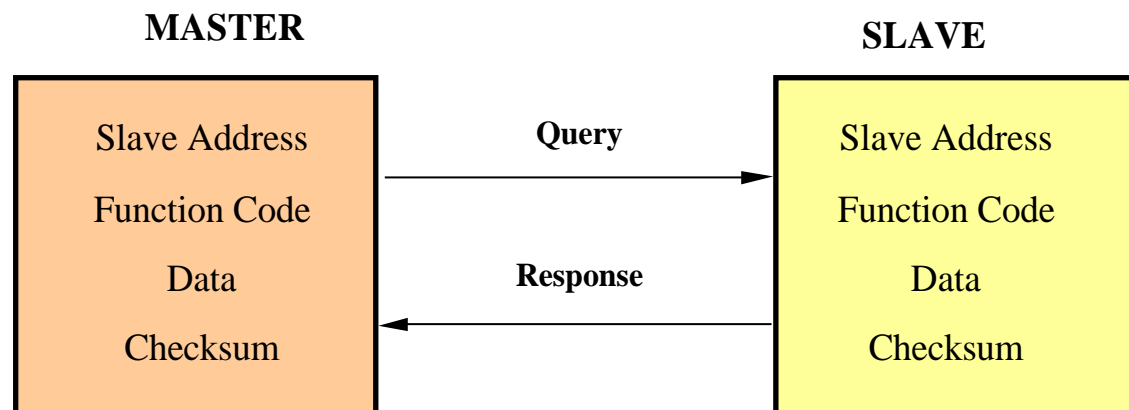 MASTER
SLAVE
Slave Address
Function Code
Data
Checksum
Query
Response
Slave Address
Function Code
Data
Checksum